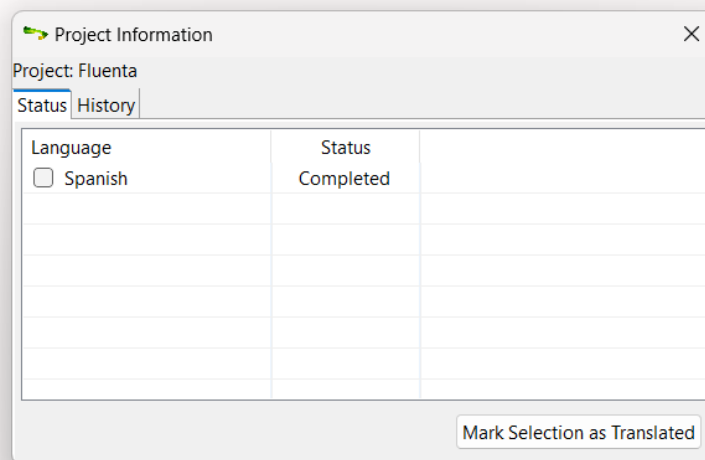 Project Information
Project: Fluenta
Status History
Language Status
Spanish Completed
Mark Selection as Translated